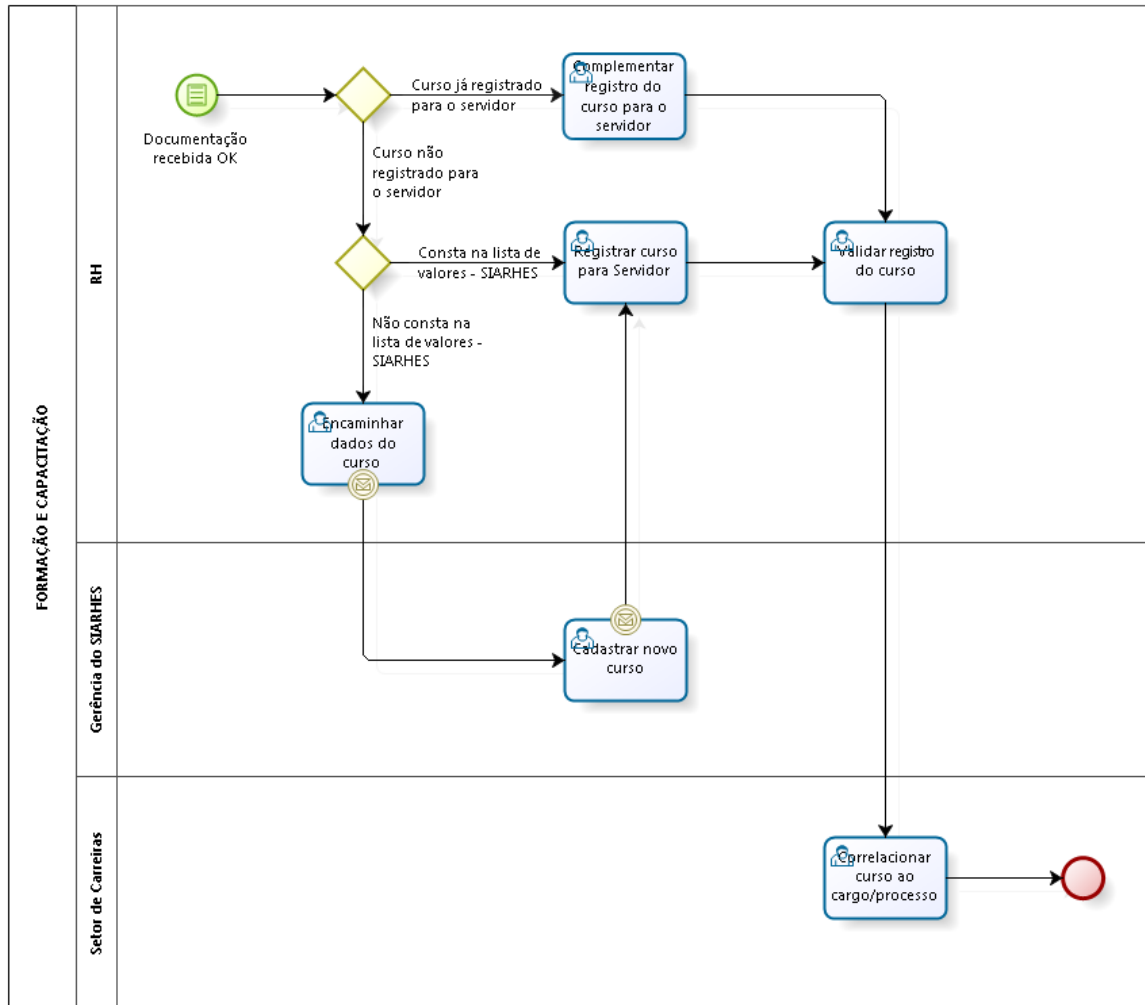 FORMAÇÃO E CAPACITAÇÃO
RH
Documentação
recebida OK
Curso já registrado
para o servidor
Complementar
registro do
curso para o
servidor
Curso não
registrado para
o servidor
Consta na lista de
valores - SIARHES
Registrar curso
para Servidor
Validar registro
do curso
Não consta na
lista de valores -
SIARHES
Encaminhar
dados do
curso
Gerência do SIARHES
Cadastrar novo
curso
Setor de Carreiras
Correlacionar
curso ao
cargo/processo